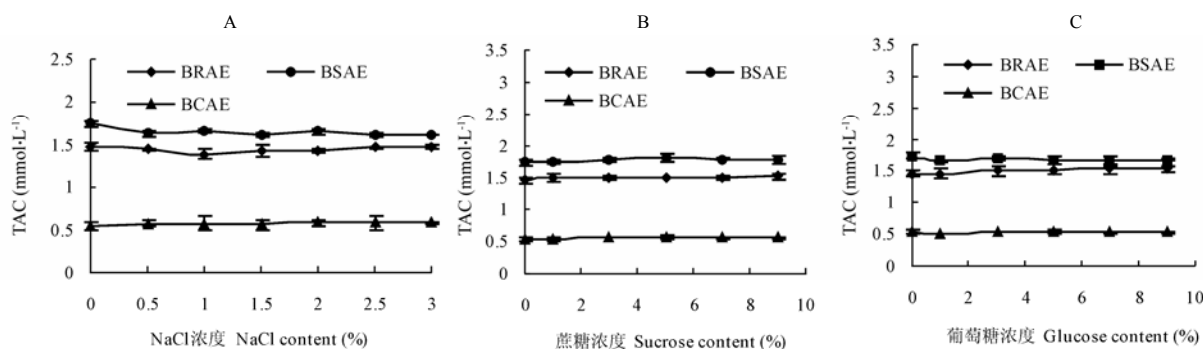 A
TAC (mmol·L-1)
2.5
2
1.5
1
0.5
0
BRAE
BSAE
BCAE
0 0.5 1 1.5 2 2.5 3
NaCl浓度 NaCl content (%)
B
TAC (mmol·L-1)
3.5
3
2.5
2
1.5
1
0.5
0
BRAE
BSAE
BCAE
0 2 4 6 8 10
蔗糖浓度 Sucrose content (%)
C
TAC (mmol·L-1)
3.5
3
2.5
2
1.5
1
0.5
0
BRAE
BSAE
BCAE
0 2 4 6 8 10
葡萄糖浓度 Glucose content (%)